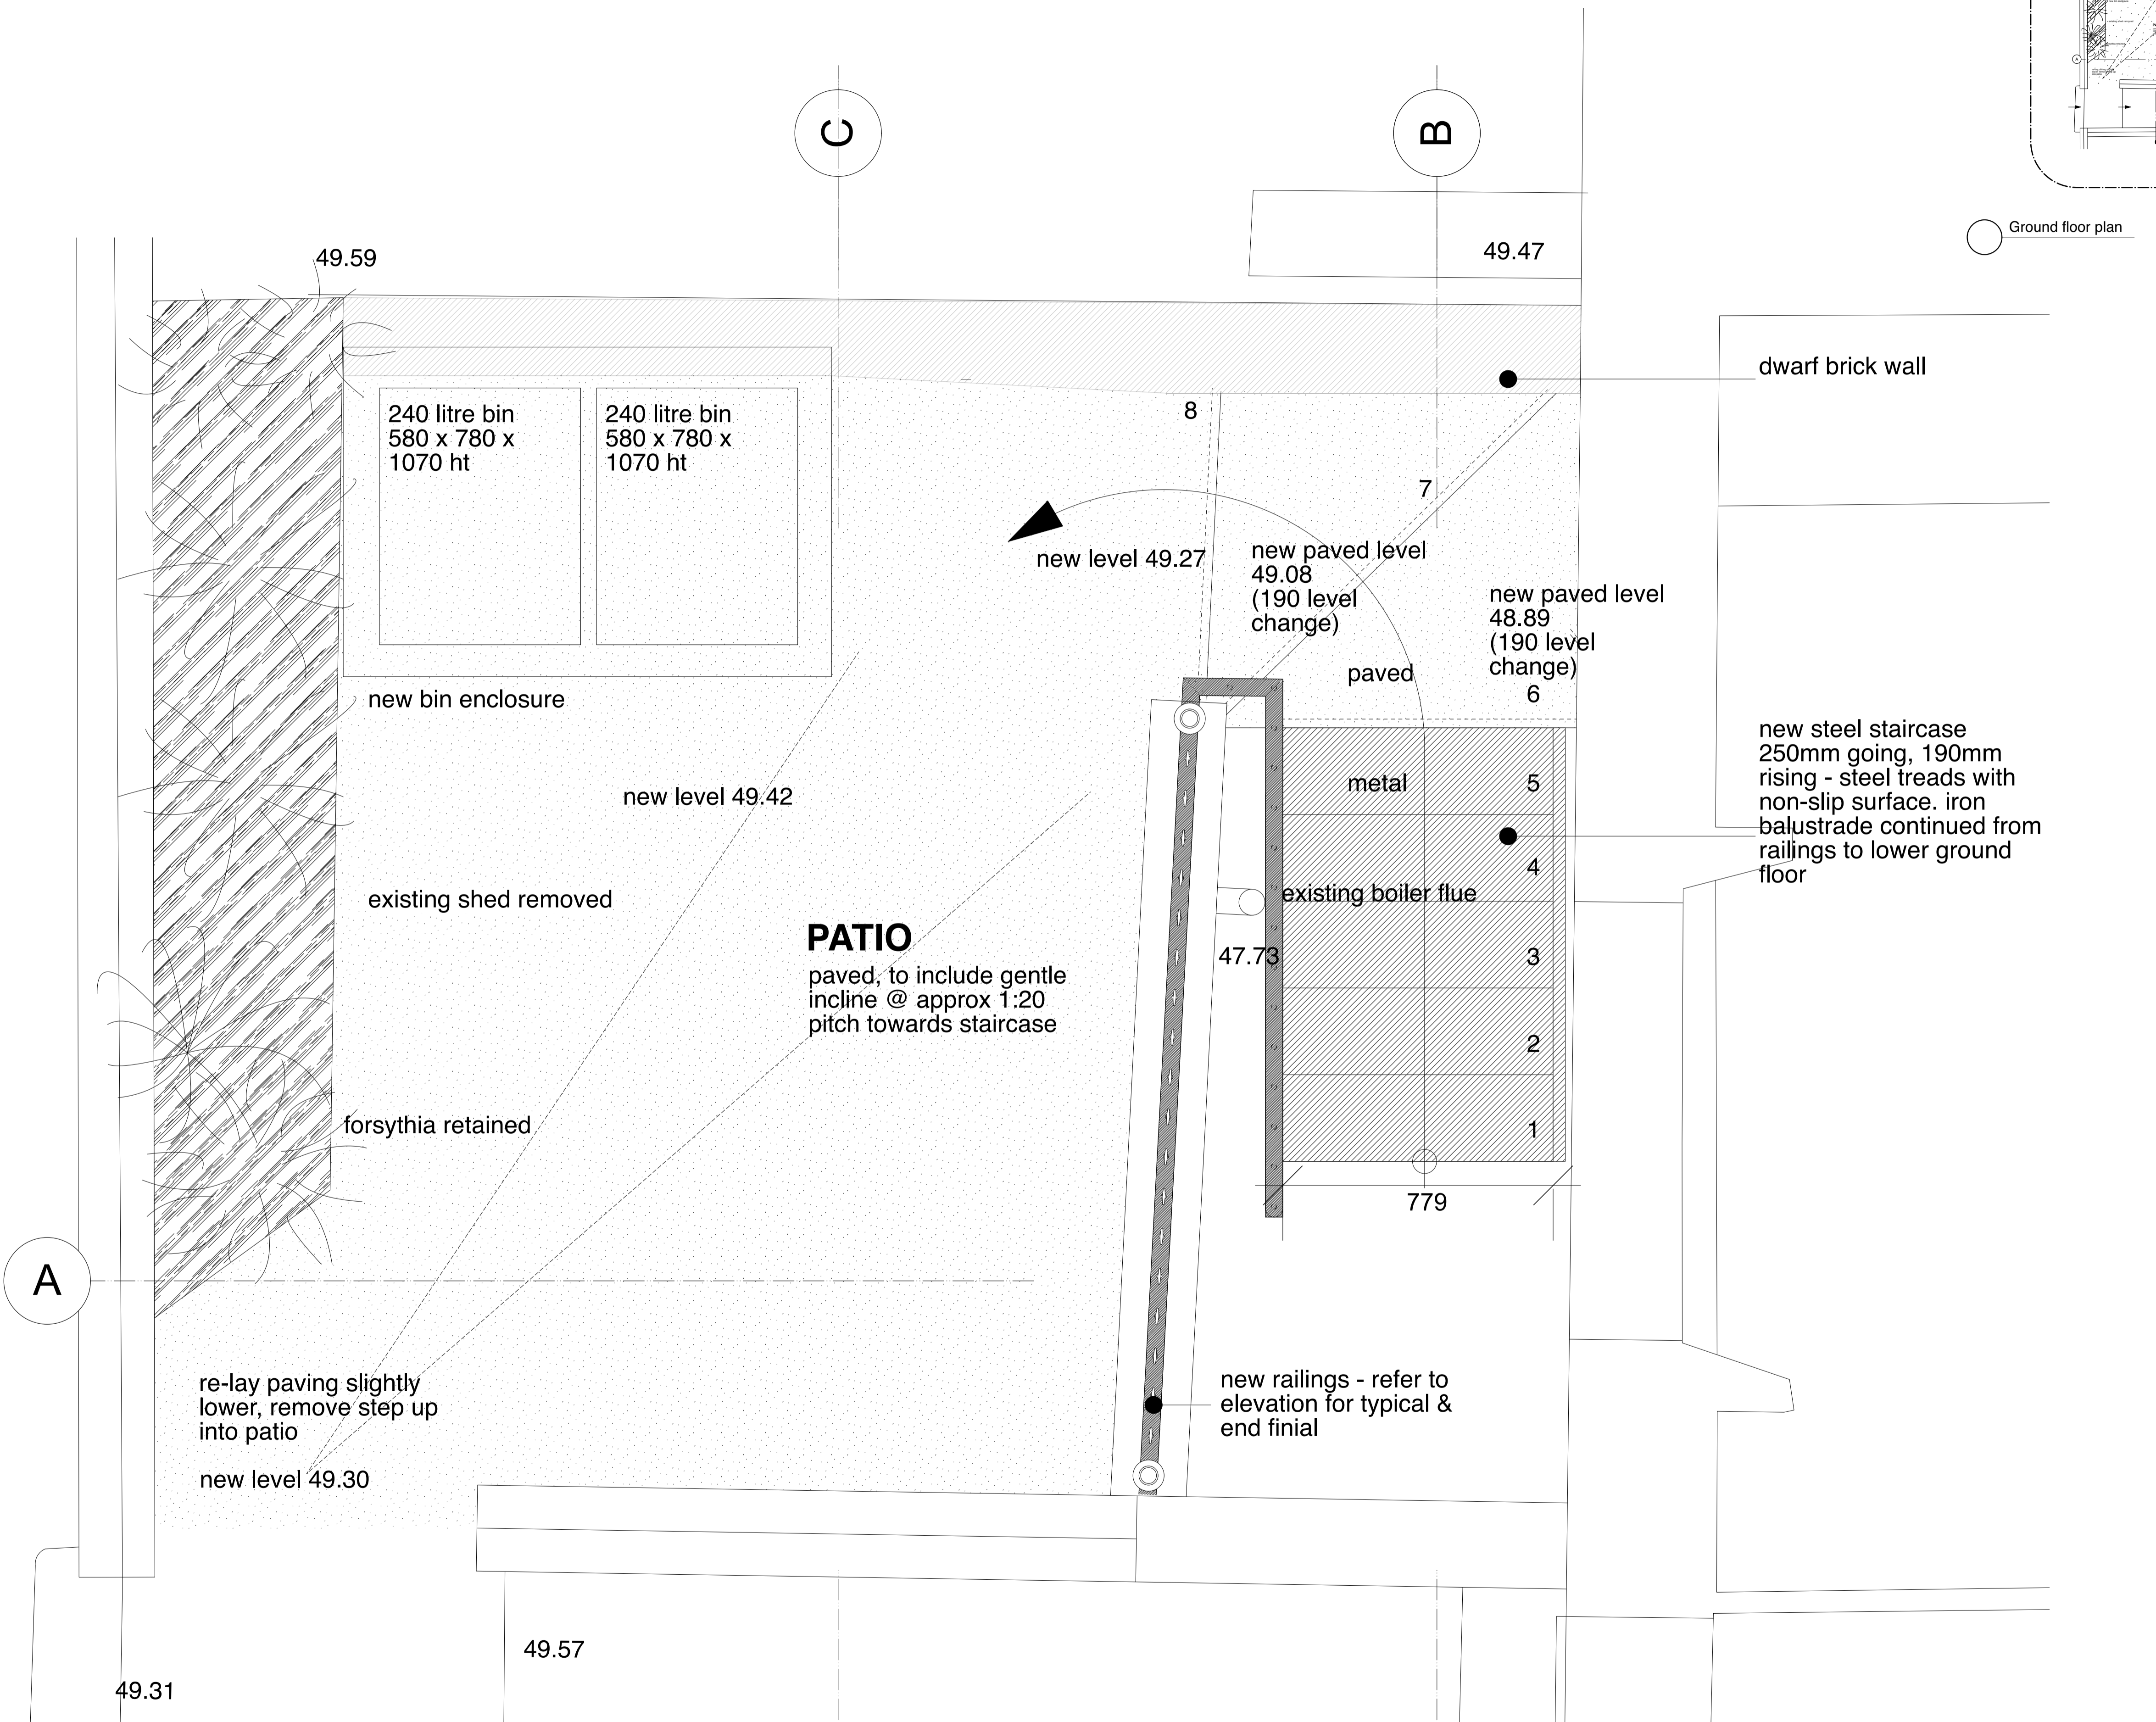 C
B
Ground floor plan
49.59
49.47
dwarf brick wall
240 litre bin
580 x 780 x
1070 ht
240 litre bin
580 x 780 x
1070 ht
8
7
new level 49.27
new paved level
49.08
(190 level
change)
new paved level
48.89
(190 level
change)
paved
6
new bin enclosure
new steel staircase
250mm going, 190mm
rising - steel treads with
non-slip surface. iron
balustrade continued from
railings to lower ground
floor
metal
5
new level 49.42
4
existing boiler flue
existing shed removed
PATIO
paved, to include gentle
incline @ approx 1:20
pitch towards staircase
47.73
3
2
forsythia retained
1
779
A
re-lay paving slightly
lower, remove step up
into patio
new level 49.30
new railings - refer to
elevation for typical &
end finial
49.57
49.31